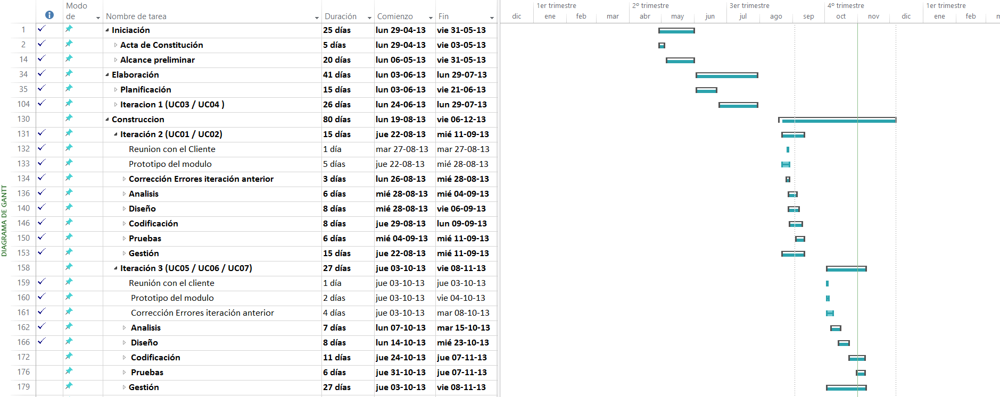 1er trimestre 2º trimestre 3er trimestre 4º trimestre 1er trimestre
Modo de Nombre de tarea Duración Comienzo Fin dic ene feb mar abr may jun jul ago sep oct nov dic ene feb m
1 Iniciación 25 días lun 29-04-13 vie 31-05-13
2 Acta de Constitución 5 días lun 29-04-13 vie 03-05-13
14 Alcance preliminar 20 días lun 06-05-13 vie 31-05-13
34 Elaboración 41 días lun 03-06-13 lun 29-07-13
35 Planificación 15 días lun 03-06-13 vie 21-06-13
104 Iteracion 1 (UC03 / UC04 ) 26 días lun 24-06-13 lun 29-07-13
130 Construccion 80 días lun 19-08-13 vie 06-12-13
131 Iteración 2 (UC01 / UC02) 15 días jue 22-08-13 mié 11-09-13
132 Reunion con el Cliente 1 día mar 27-08-13 mar 27-08-13
133 Prototipo del modulo 5 días jue 22-08-13 mié 28-08-13
134 Corrección Errores iteración anterior 3 días lun 26-08-13 mié 28-08-13
136 Analisis 6 días mié 28-08-13 mié 04-09-13
140 Diseño 8 días mié 28-08-13 vie 06-09-13
146 Codificación 8 días jue 29-08-13 lun 09-09-13
150 Pruebas 6 días mié 04-09-13 mié 11-09-13
153 Gestión 15 días jue 22-08-13 mié 11-09-13
158 Iteración 3 (UC05 / UC06 / UC07) 27 días jue 03-10-13 vie 08-11-13
159 Reunión con el cliente 1 día jue 03-10-13 jue 03-10-13
160 Prototipo del modulo 2 días jue 03-10-13 vie 04-10-13
161 Corrección Errores iteración anterior 4 días jue 03-10-13 mar 08-10-13
162 Analisis 7 días lun 07-10-13 mar 15-10-13
166 Diseño 8 días lun 14-10-13 mié 23-10-13
172 Codificación 11 días jue 24-10-13 jue 07-11-13
176 Pruebas 6 días jue 31-10-13 jue 07-11-13
179 Gestión 27 días jue 03-10-13 vie 08-11-13
DIAGRAMA DE GANTT